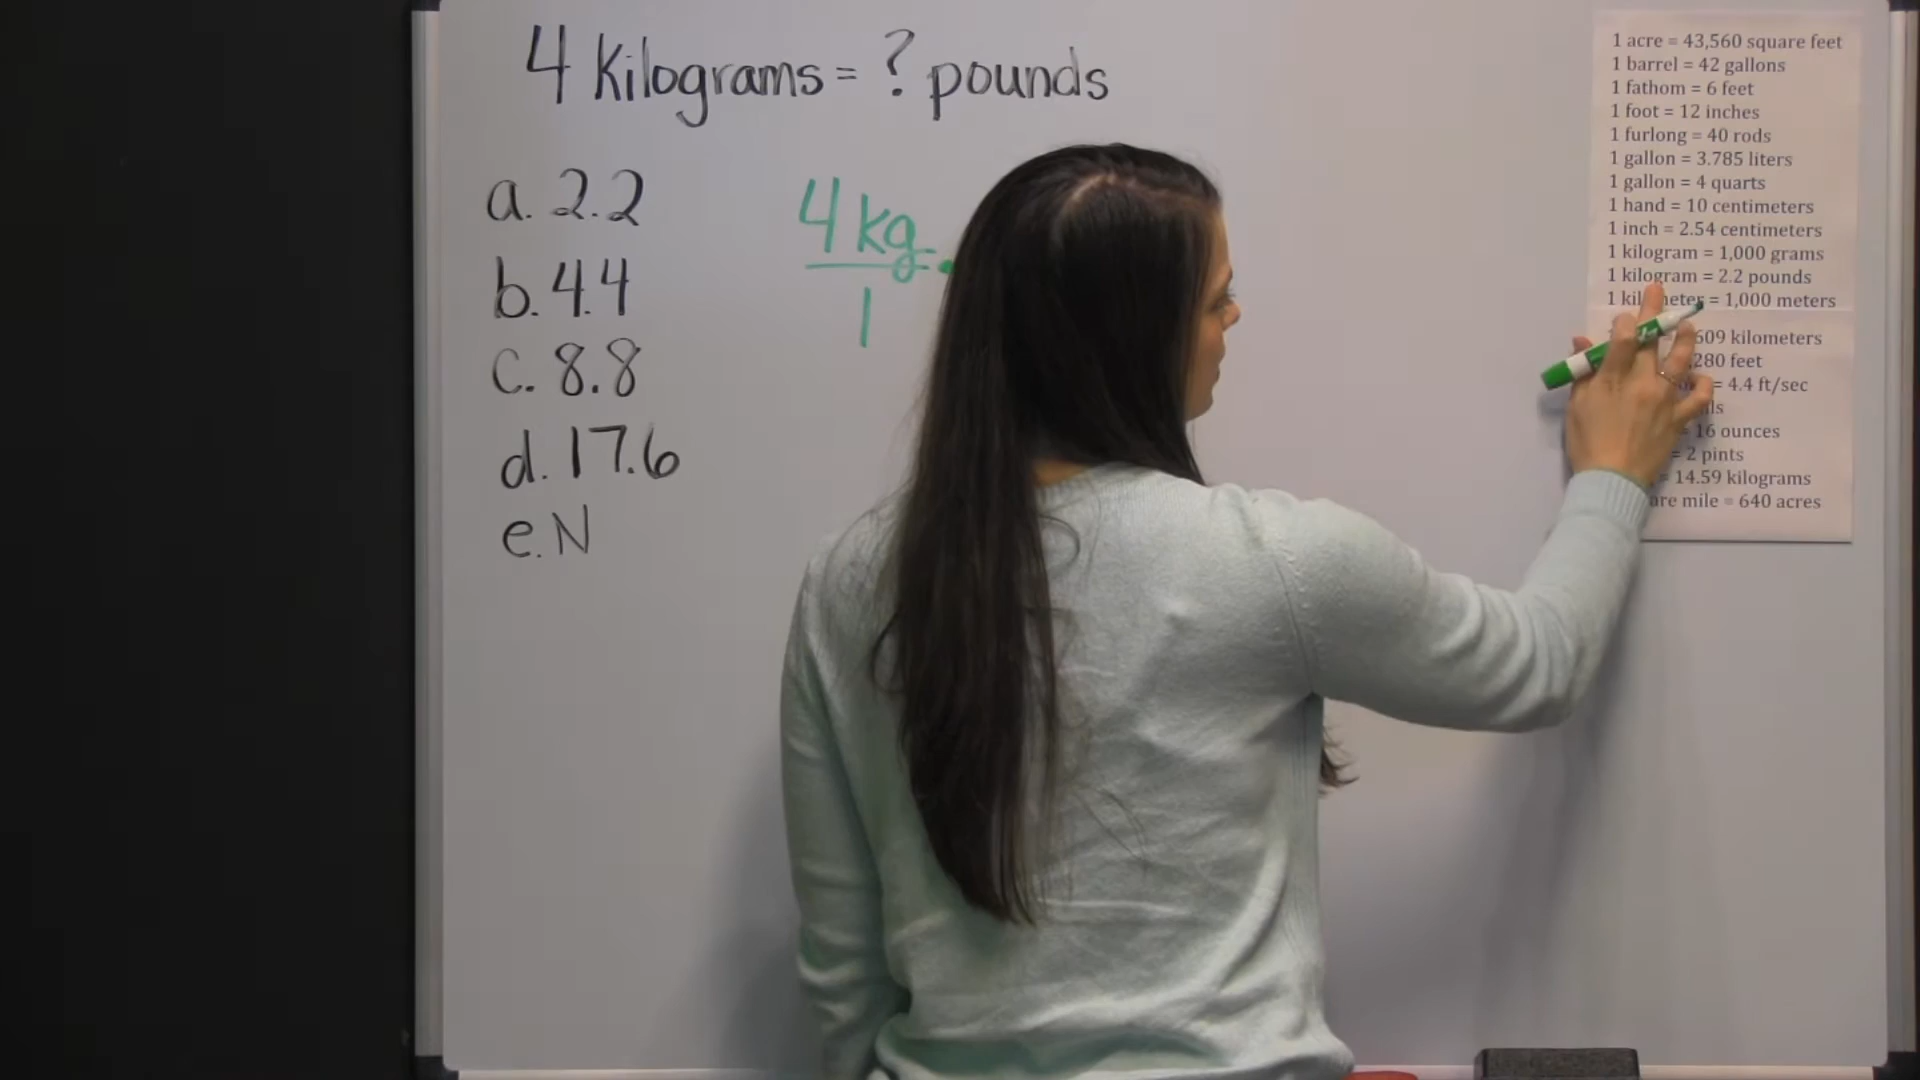 4 Kilograms = ? pounds
a. 2.2
b. 4.4
c. 8.8
d. 17.6
e. N
4 kg ·
1
1 acre = 43,560 square feet
1 barrel = 42 gallons
1 fathom = 6 feet
1 foot = 12 inches
1 furlong = 40 rods
1 gallon = 3.785 liters
1 gallon = 4 quarts
1 hand = 10 centimeters
1 inch = 2.54 centimeters
1 kilogram = 1,000 grams
1 kilogram = 2.2 pounds
1 = 1,000 meters
609 kilometers
280 feet
= 4.4 ft/sec
= 16 ounces
= 2 pints
= 14.59 kilograms
mile = 640 acres